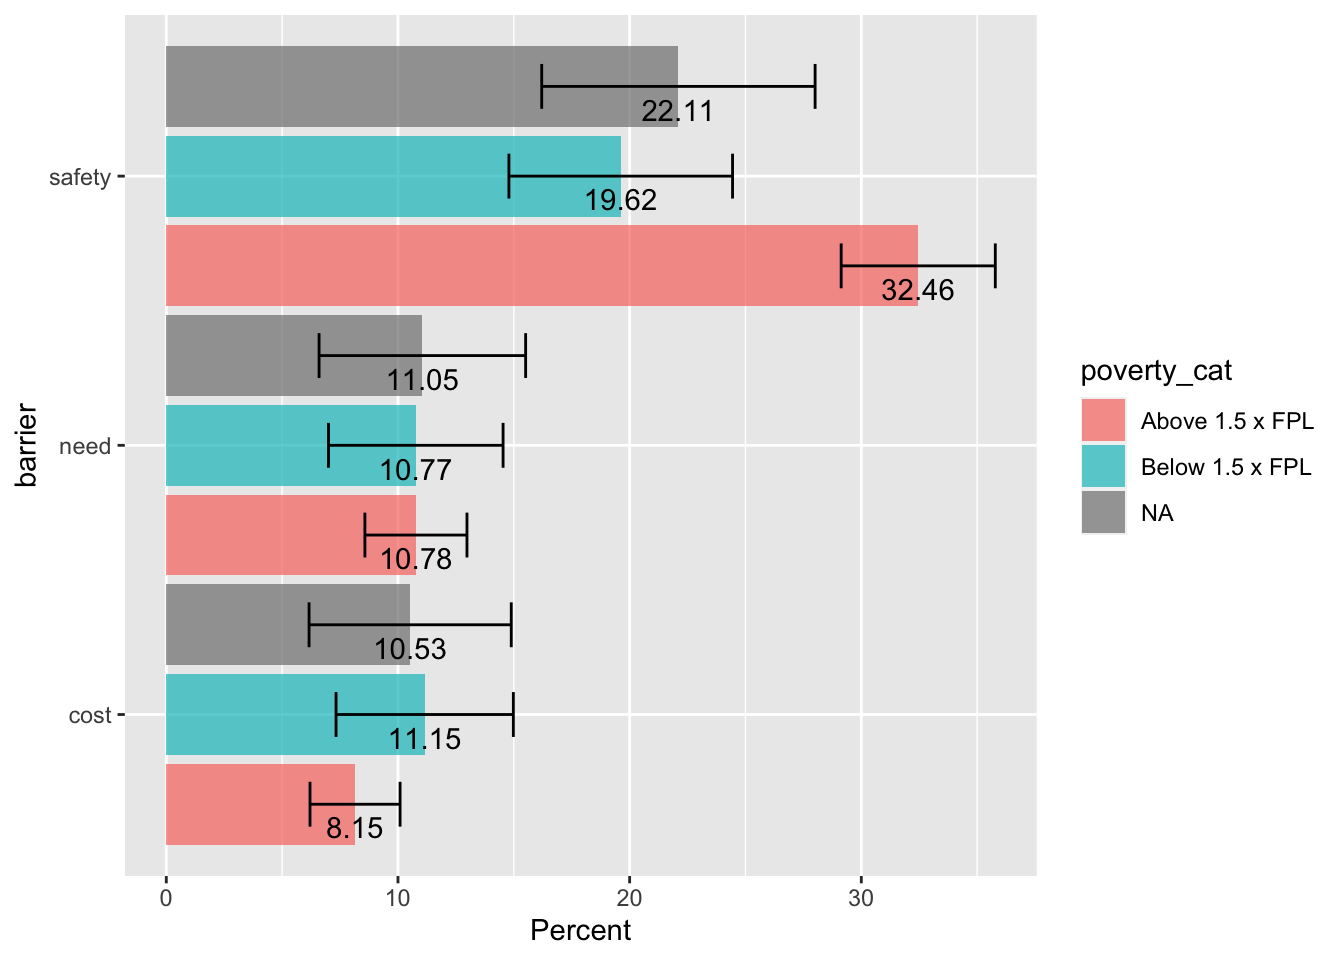 22.11
safety
19.62
32.46
11.05
need
10.77
10.78
10.53
cost
11.15
8.15
0 10 20 30
Percent
barrier
poverty_cat
Above 1.5 x FPL
Below 1.5 x FPL
NA